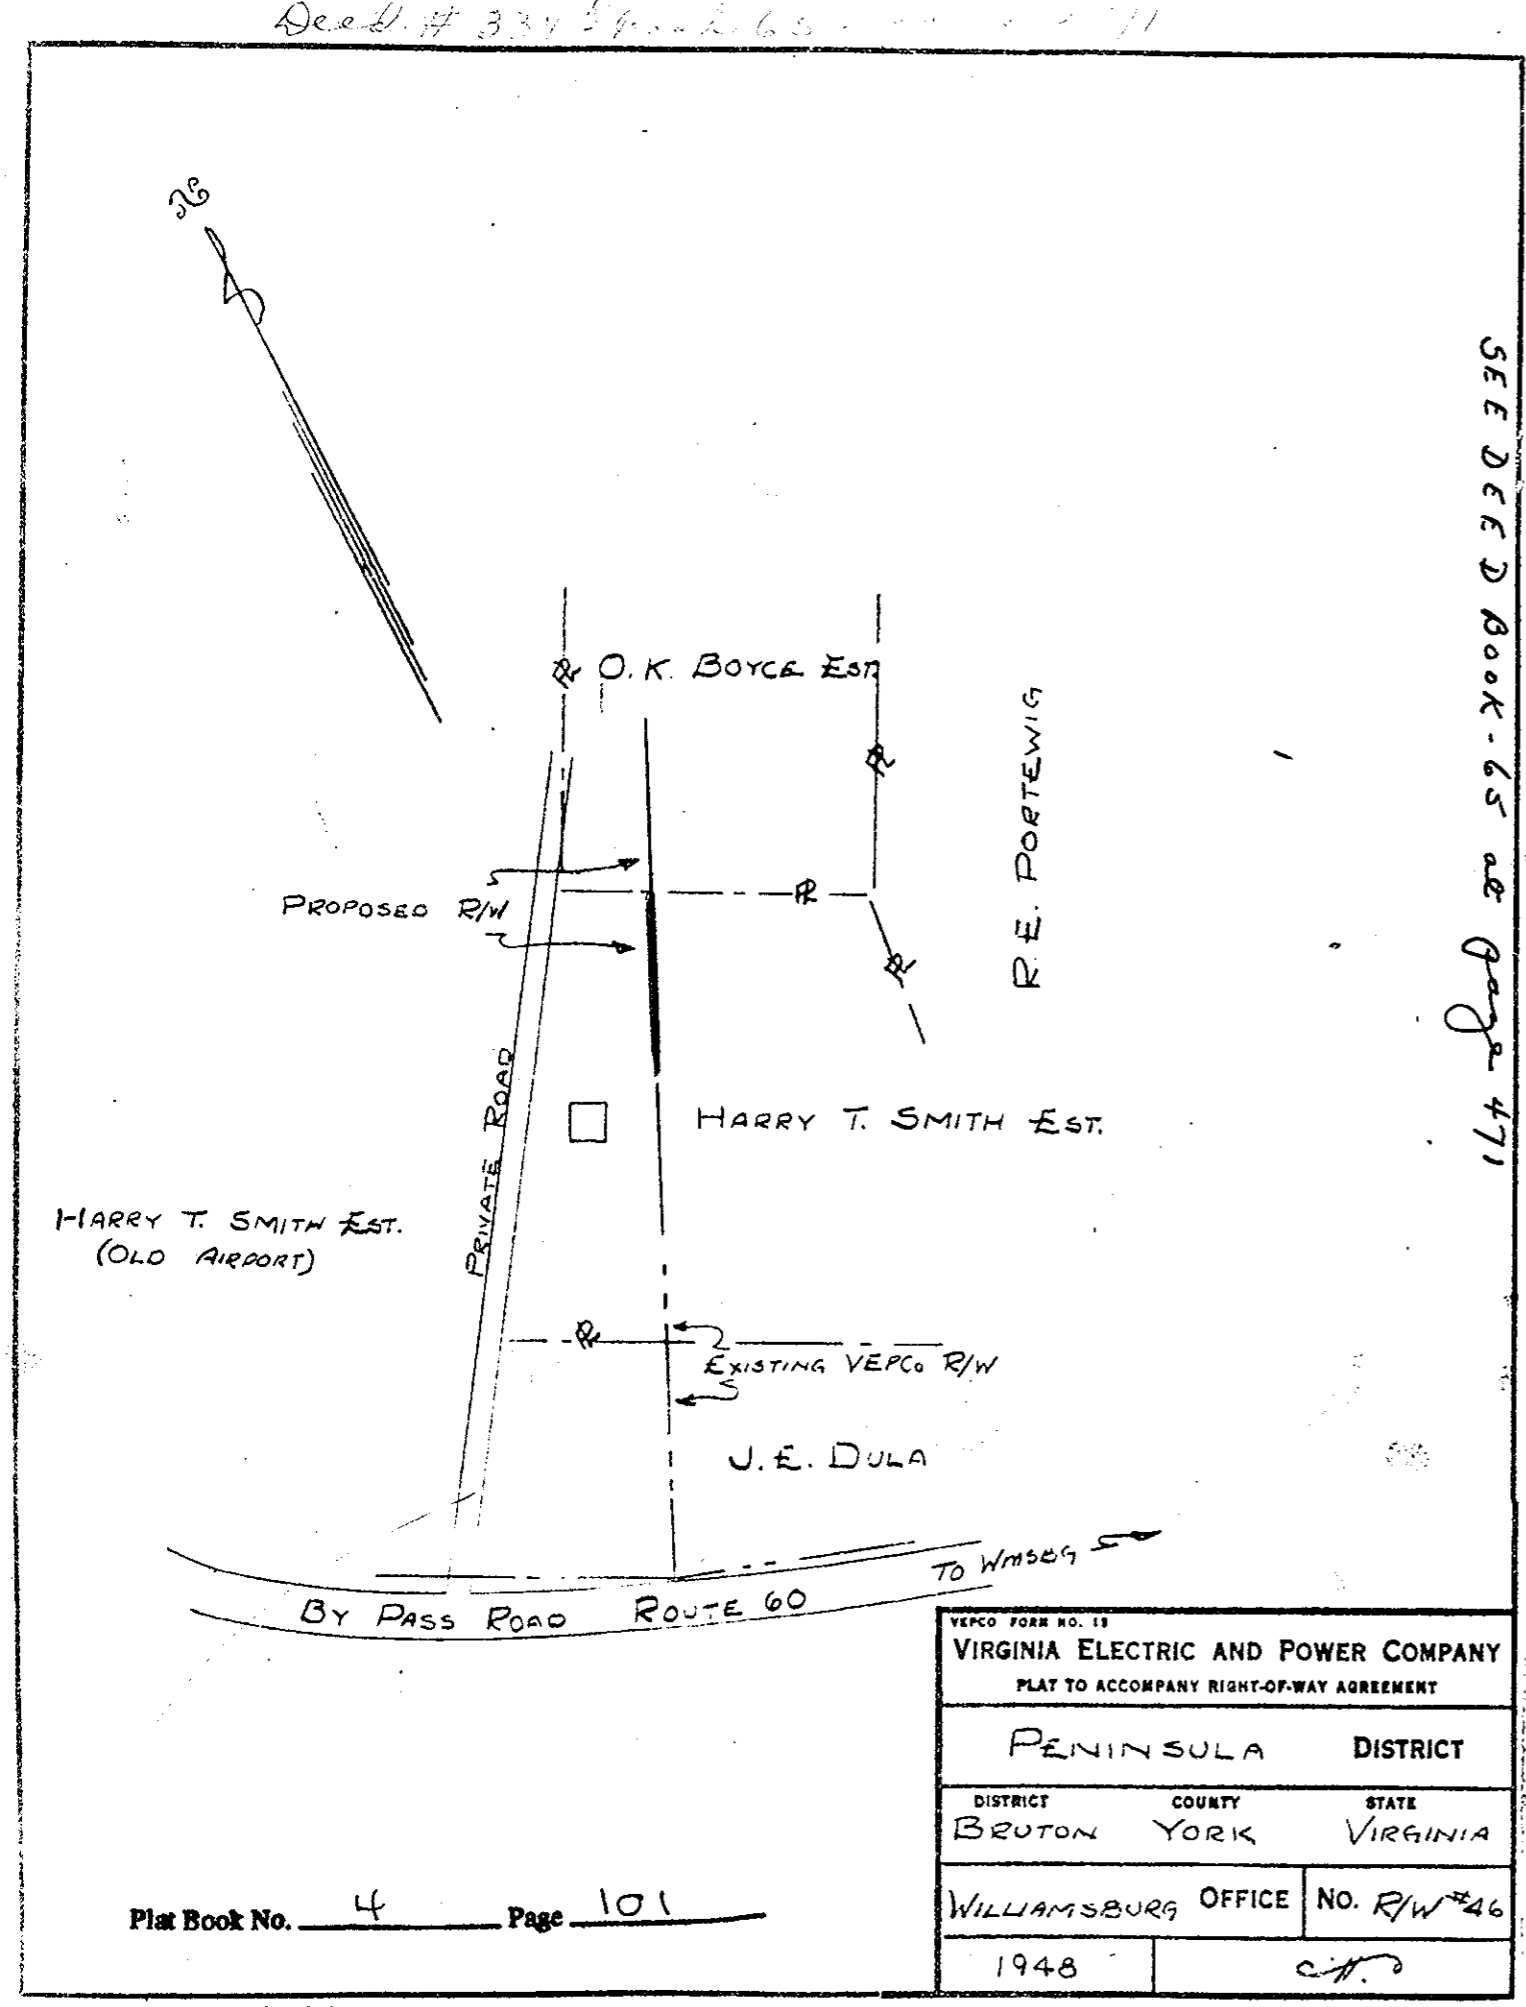 Deed. # 334
SEE DEED BOOK-65 at page 471
O.K. BOYCE EST.
R.E. PORTEWIG
PROPOSED R/W
PRIVATE ROAD
HARRY T. SMITH EST.
HARRY T. SMITH EST.
(OLD AIRPORT)
EXISTING VEPCO R/W
J.E. DULA
TO WMSBG
BY PASS ROAD ROUTE 60
VEPCO FORM NO. 13
VIRGINIA ELECTRIC AND POWER COMPANY
PLAT TO ACCOMPANY RIGHT-OF-WAY AGREEMENT
PENINSULA DISTRICT
DISTRICT COUNTY STATE
BRUTON YORK VIRGINIA
WILLIAMSBURG OFFICE NO. R/W #46
1948
Plat Book No. 4 Page 101